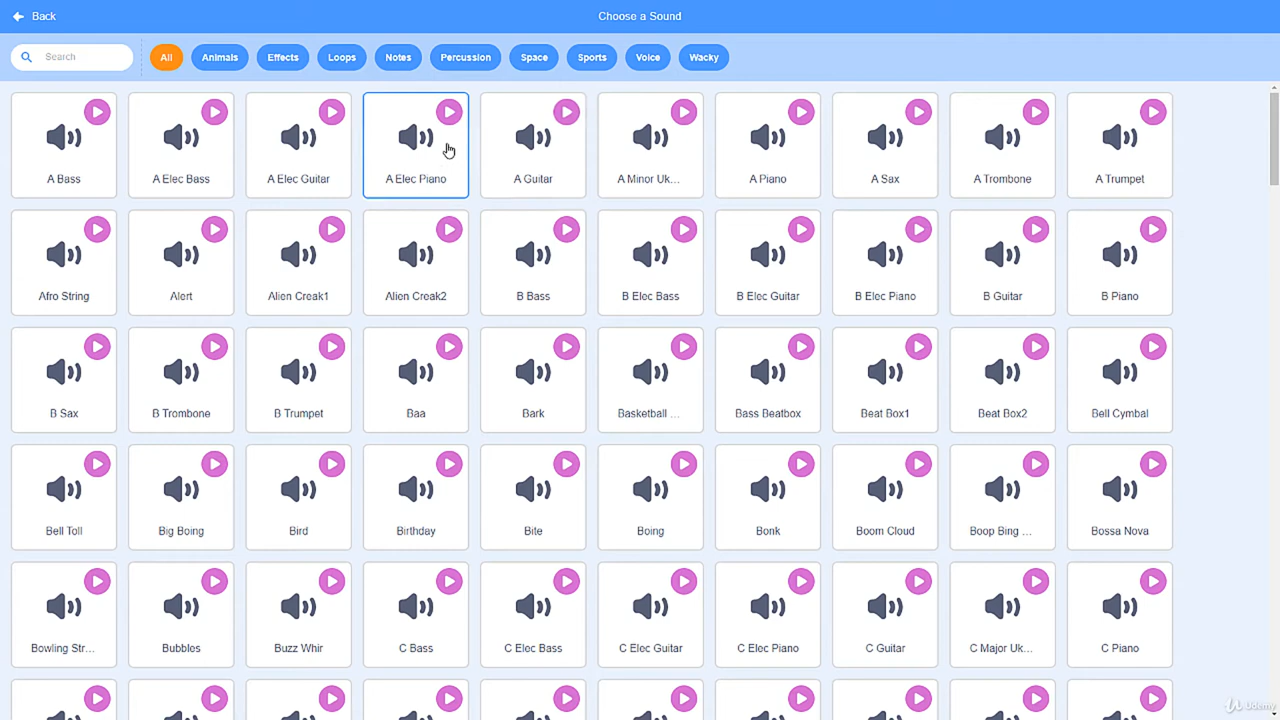 Back
Choose a Sound
Search
All Animals Effects Loops Notes Percussion Space Sports Voice Wacky
A Bass A Elec Bass A Elec Guitar A Elec Piano A Guitar A Minor Uk... A Piano A Sax A Trombone A Trumpet
Afro String Alert Alien Creak1 Alien Creak2 B Bass B Elec Bass B Elec Guitar B Elec Piano B Guitar B Piano
B Sax B Trombone B Trumpet Baa Bark Basketball ... Bass Beatbox Beat Box1 Beat Box2 Bell Cymbal
Bell Toll Big Boing Bird Birthday Bite Boing Bonk Boom Cloud Boop Bing ... Bossa Nova
Bowling Str... Bubbles Buzz Whir C Bass C Elec Bass C Elec Guitar C Elec Piano C Guitar C Major Uk... C Piano
Udemy